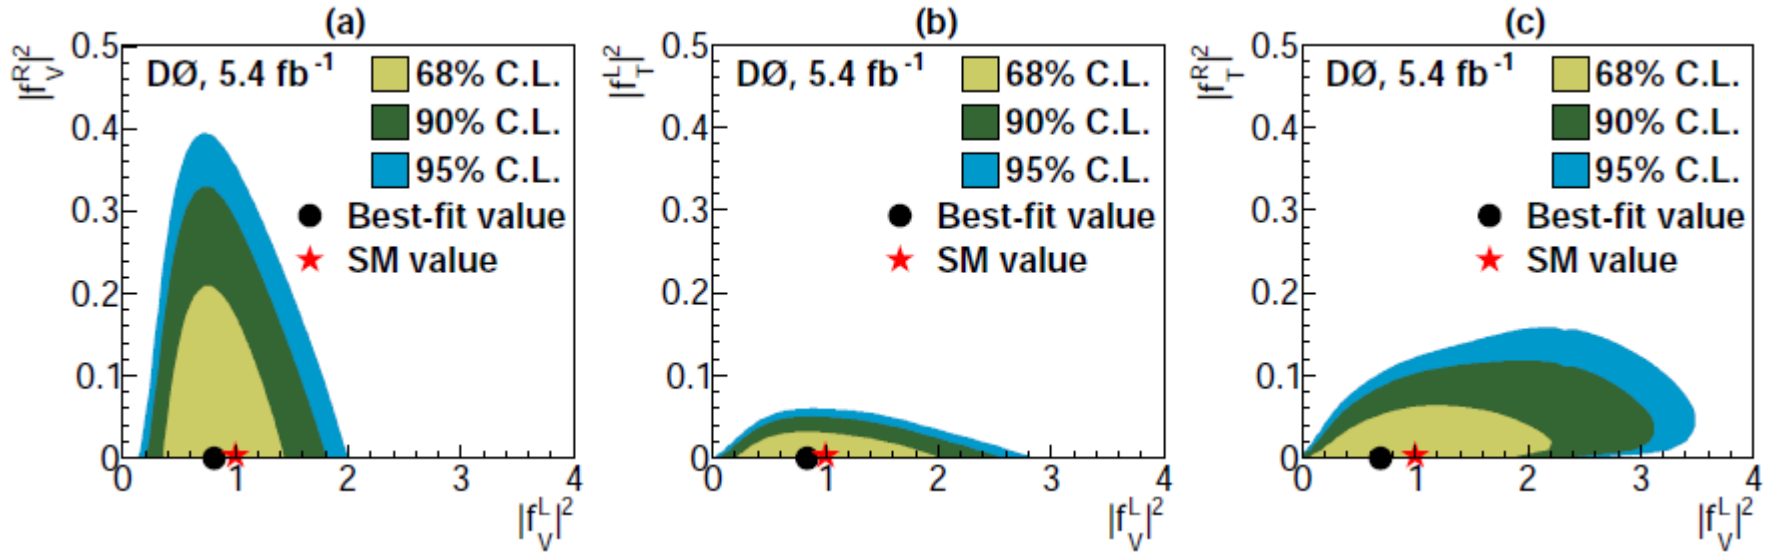 (a)
|f_V^R|^2
0.5
0.4
0.3
0.2
0.1
0
DØ, 5.4 fb^-1
68% C.L.
90% C.L.
95% C.L.
Best-fit value
SM value
0 1 2 3 4
|f_V^L|^2
(b)
|f_T^L|^2
0.5
0.4
0.3
0.2
0.1
0
DØ, 5.4 fb^-1
68% C.L.
90% C.L.
95% C.L.
Best-fit value
SM value
0 1 2 3 4
|f_V^L|^2
(c)
|f_T^R|^2
0.5
0.4
0.3
0.2
0.1
0
DØ, 5.4 fb^-1
68% C.L.
90% C.L.
95% C.L.
Best-fit value
SM value
0 1 2 3 4
|f_V^L|^2